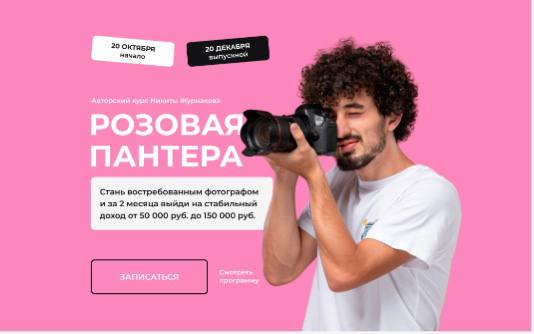 20 ОКТЯБРЯ
начало
20 ДЕКАБРЯ
выпускной
Авторский курс Никиты Журнакова
РОЗОВАЯ
ПАНТЕРА
Стань востребованным фотографом
и за 2 месяца выйди на стабильный
доход от 50 000 руб. до 150 000 руб.
ЗАПИСАТЬСЯ
Смотреть
программу